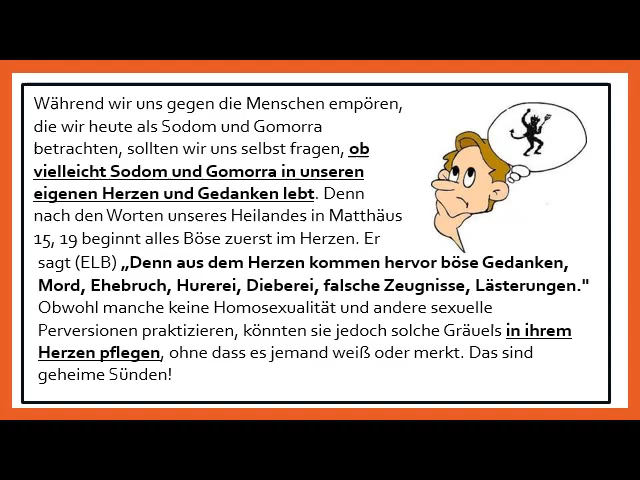 Während wir uns gegen die Menschen empören,
die wir heute als Sodom und Gomorra
betrachten, sollten wir uns selbst fragen, ob
vielleicht Sodom und Gomorra in unseren
eigenen Herzen und Gedanken lebt. Denn
nach den Worten unseres Heilandes in Matthäus
15, 19 beginnt alles Böse zuerst im Herzen. Er
sagt (ELB) „Denn aus dem Herzen kommen hervor böse Gedanken,
Mord, Ehebruch, Hurerei, Dieberei, falsche Zeugnisse, Lästerungen."
Obwohl manche keine Homosexualität und andere sexuelle
Perversionen praktizieren, könnten sie jedoch solche Gräuels in ihrem
Herzen pflegen, ohne dass es jemand weiß oder merkt. Das sind
geheime Sünden!